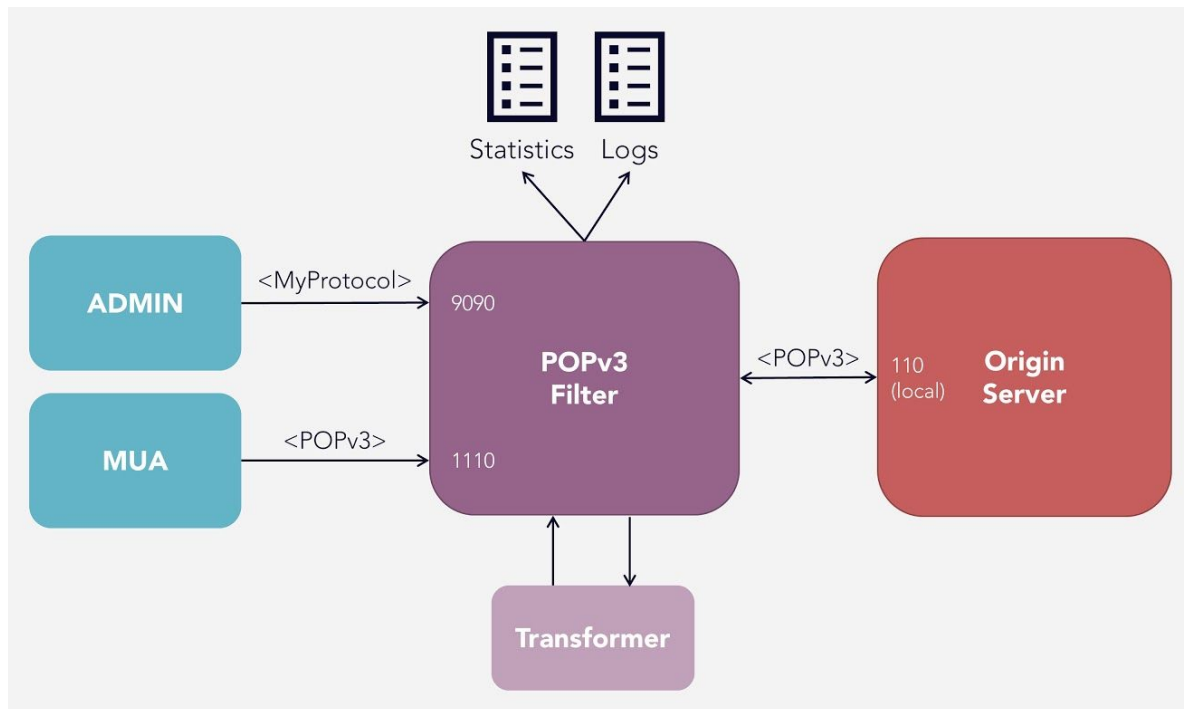 Statistics Logs
ADMIN
<MyProtocol>
9090
POPv3
Filter
<POPv3>
110
(local)
Origin
Server
MUA
<POPv3>
1110
Transformer